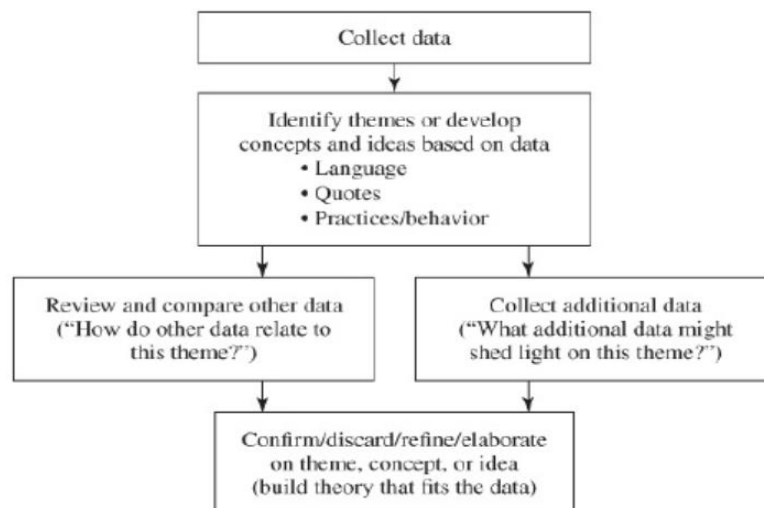 Collect data
Identify themes or develop
concepts and ideas based on data
• Language
• Quotes
• Practices/behavior
Review and compare other data
(“How do other data relate to
this theme?”)
Collect additional data
(“What additional data might
shed light on this theme?”)
Confirm/discard/refine/elaborate
on theme, concept, or idea
(build theory that fits the data)